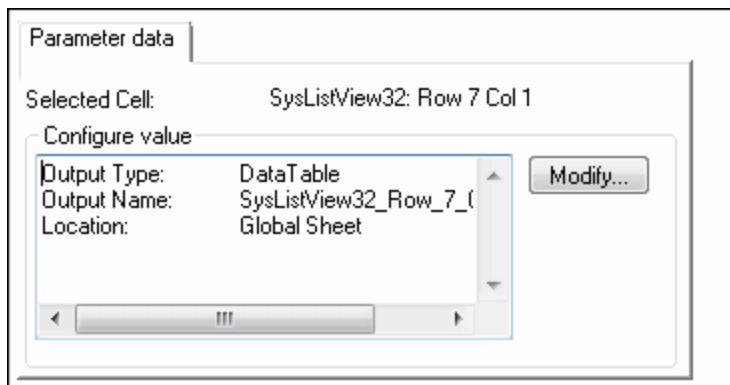 Parameter data
Selected Cell: SysListView32: Row 7 Col 1
Configure value
Output Type: DataTable
Output Name: SysListView32_Row_7_
Location: Global Sheet
Modify...